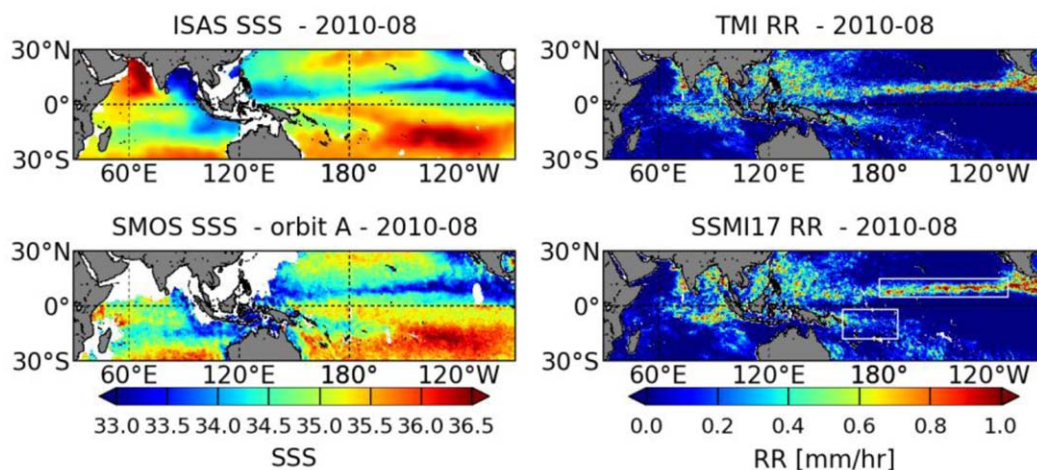 ISAS SSS - 2010-08
30°N
0°
30°S
60°E 120°E 180° 120°W
TMI RR - 2010-08
30°N
0°
30°S
60°E 120°E 180° 120°W
SMOS SSS - orbit A - 2010-08
30°N
0°
30°S
60°E 120°E 180° 120°W
33.0 33.5 34.0 34.5 35.0 35.5 36.0 36.5
SSS
SSMI17 RR - 2010-08
30°N
0°
30°S
60°E 120°E 180° 120°W
0.0 0.2 0.4 0.6 0.8 1.0
RR [mm/hr]